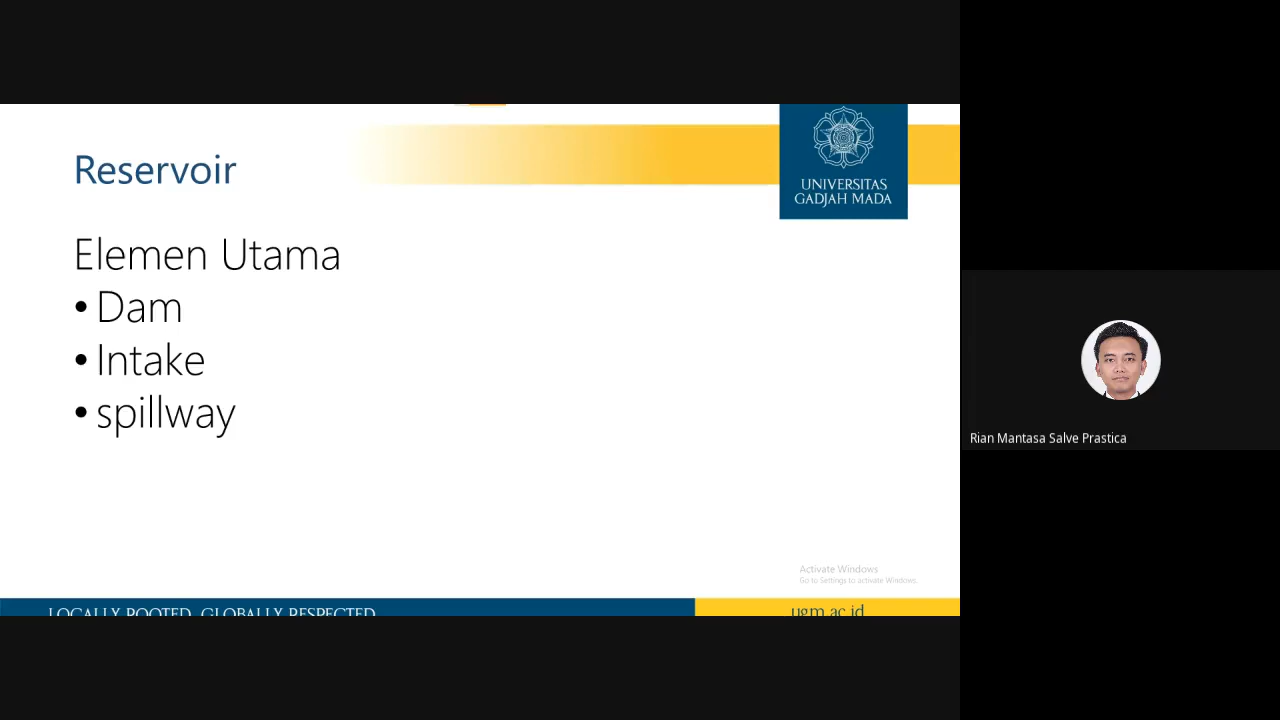 Reservoir
UNIVERSITAS
GADJAH MADA
Elemen Utama
• Dam
• Intake
• spillway
Rian Mantasa Salve Prastica
Activate Windows
Go to Settings to activate Windows.
LOCALLY ROOTED, GLOBALLY RESPECTED
ugm.ac.id